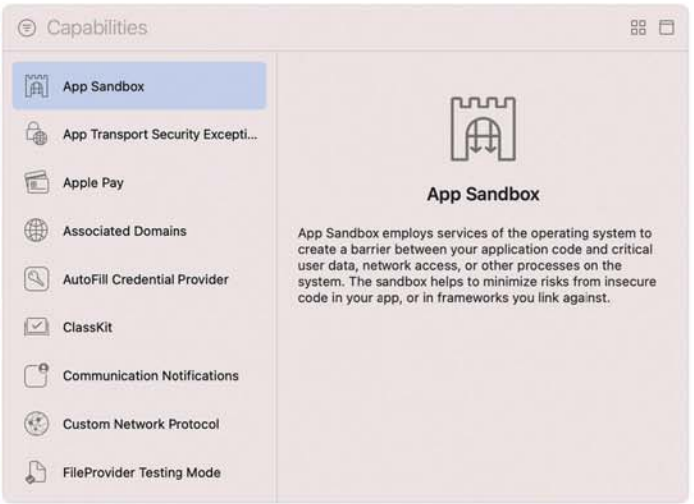 Capabilities
App Sandbox
App Transport Security Excepti...
Apple Pay
Associated Domains
AutoFill Credential Provider
ClassKit
Communication Notifications
Custom Network Protocol
FileProvider Testing Mode
App Sandbox
App Sandbox employs services of the operating system to
create a barrier between your application code and critical
user data, network access, or other processes on the
system. The sandbox helps to minimize risks from insecure
code in your app, or in frameworks you link against.